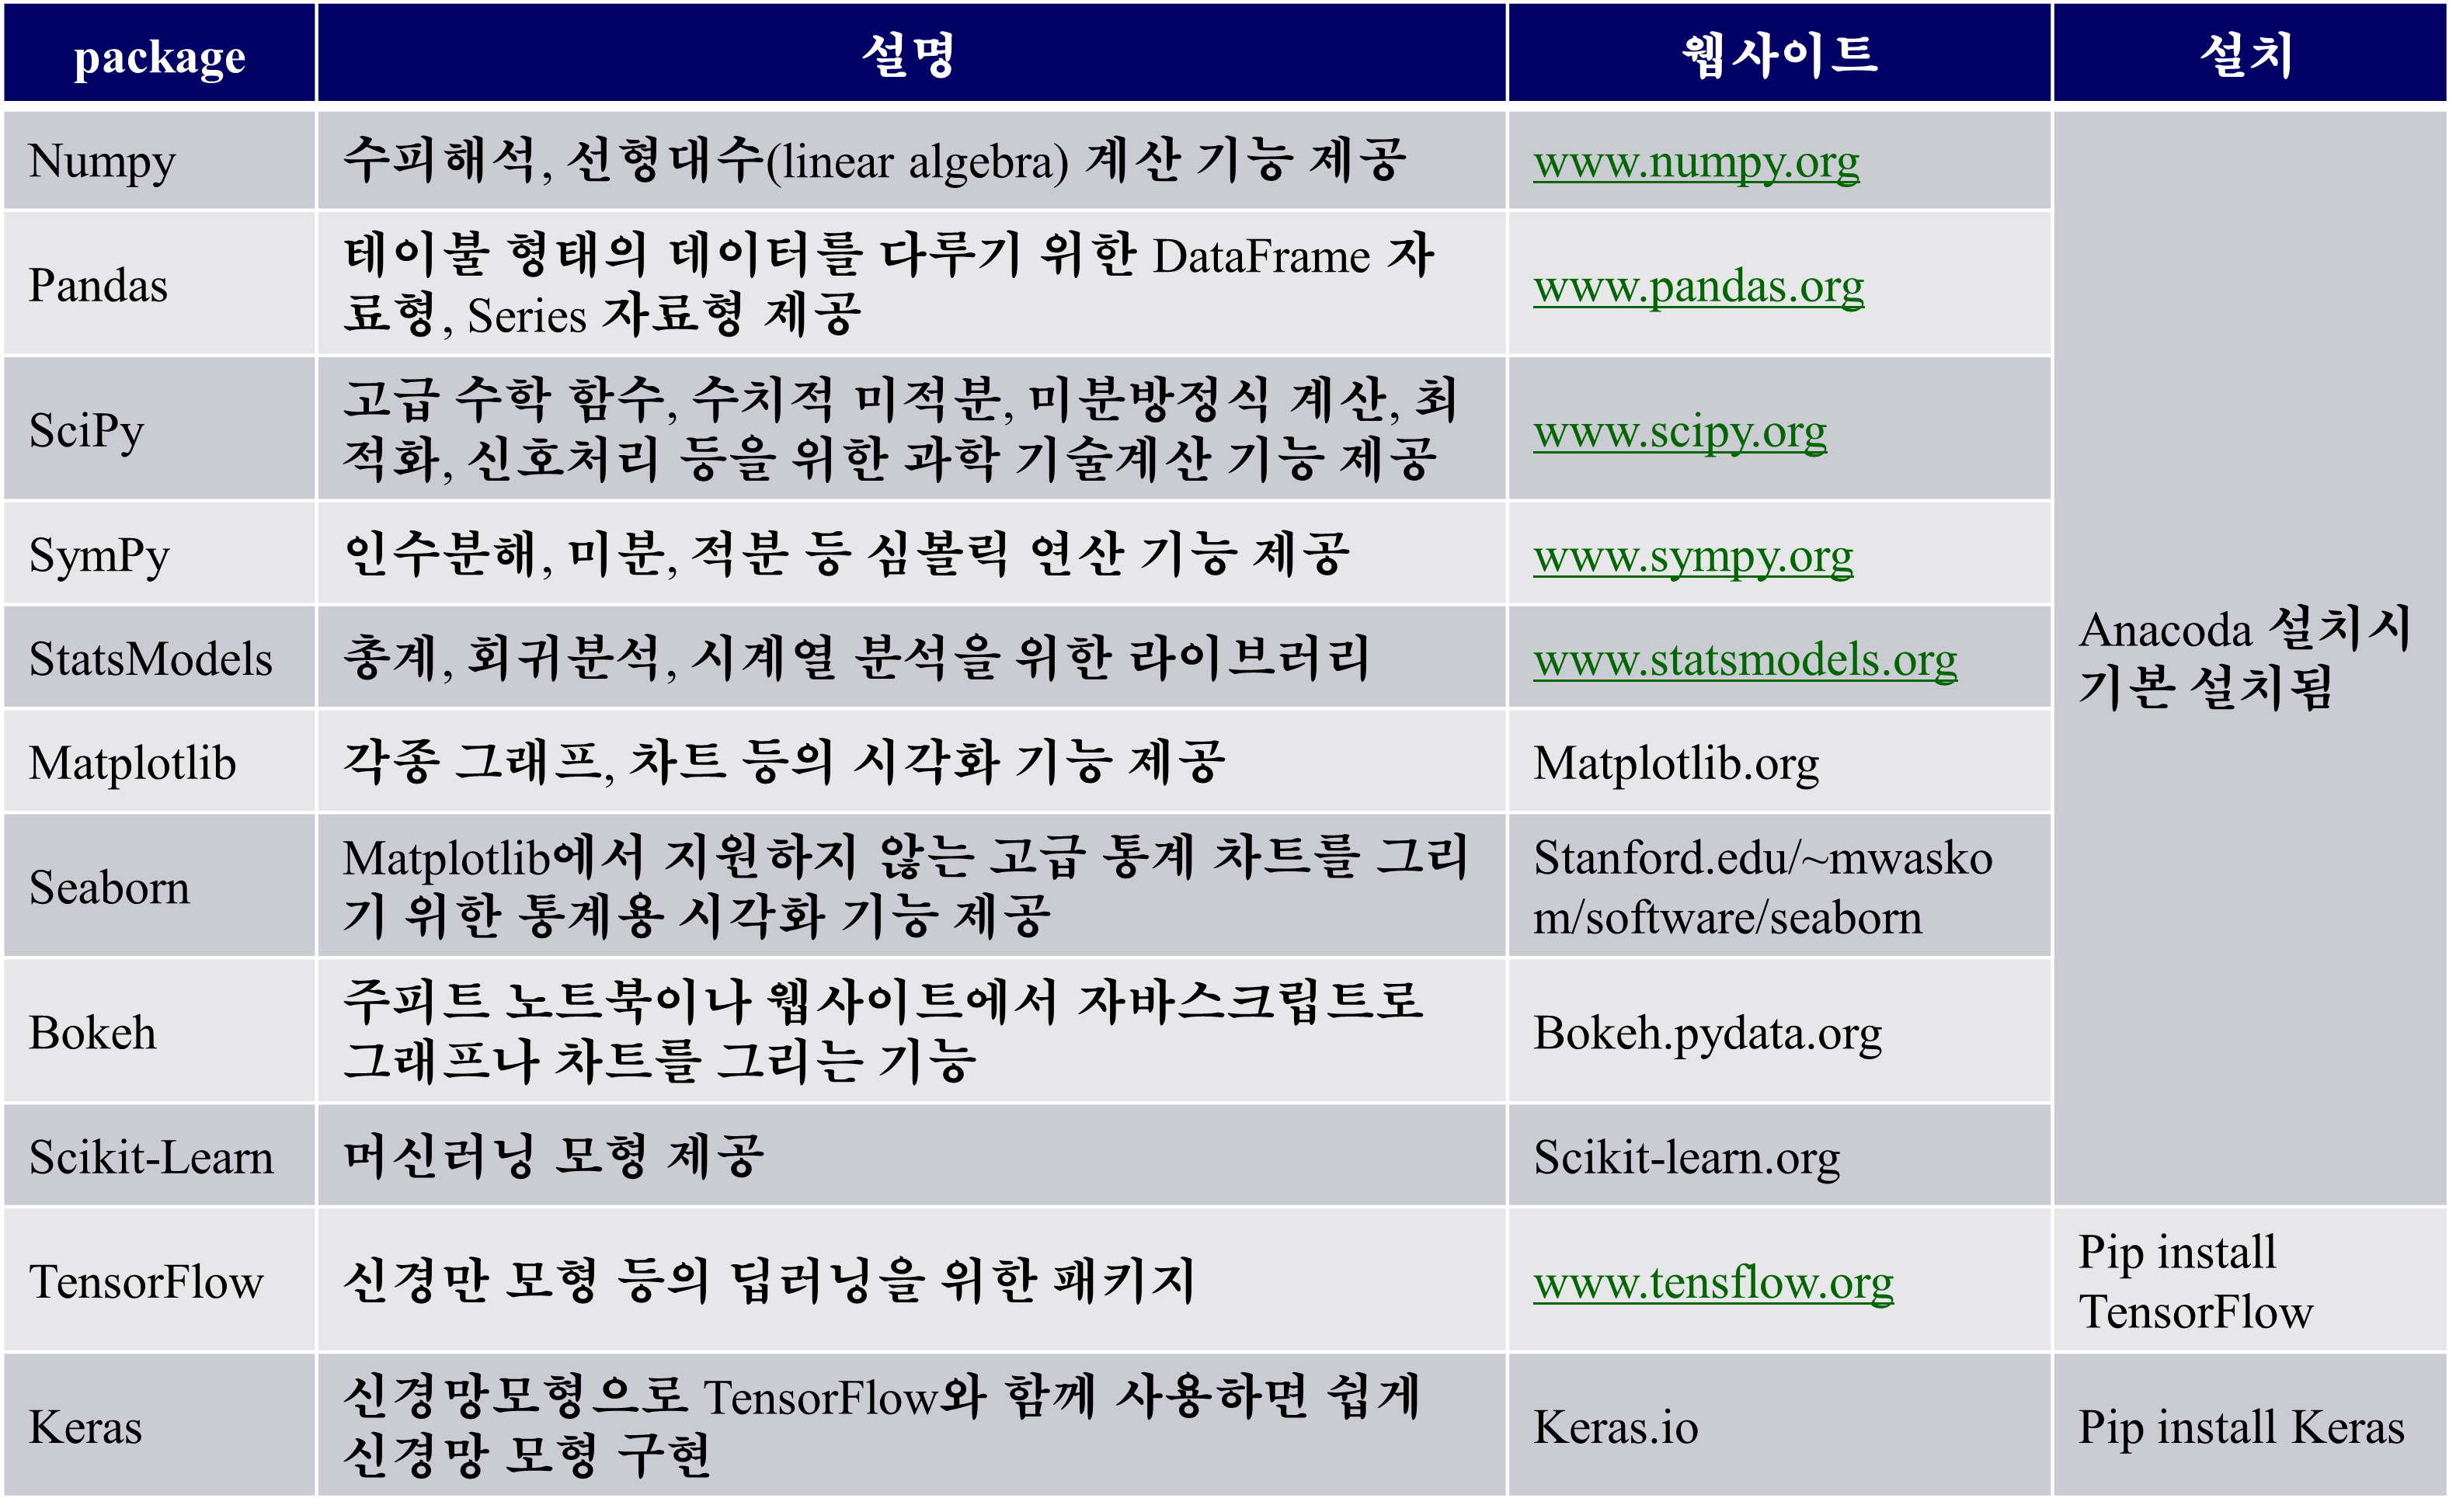 package 설명 웹사이트 설치
Numpy 수피해석, 선형대수(linear algebra) 계산 기능 제공 www.numpy.org
Pandas 테이불 형태의 데이터를 다루기 위한 DataFrame 자
료형, Series 자료형 제공 www.pandas.org
SciPy 고급 수학 함수, 수치적 미적분, 미분방정식 계산, 최
적화, 신호처리 등을 위한 과학 기술계산 기능 제공 www.scipy.org
SymPy 인수분해, 미분, 적분 등 심볼릭 연산 기능 제공 www.sympy.org
StatsModels 총계, 회귀분석, 시계열 분석을 위한 라이브러리 www.statsmodels.org
Anacoda 설치시
기본 설치됨
Matplotlib 각종 그래프, 차트 등의 시각화 기능 제공 Matplotlib.org
Seaborn Matplotlib에서 지원하지 않는 고급 통계 차트를 그리
기 위한 통계용 시각화 기능 제공 Stanford.edu/~mwasko
m/software/seaborn
Bokeh 주피트 노트북이나 웹사이트에서 자바스크립트로
그래프나 차트를 그리는 기능 Bokeh.pydata.org
Scikit-Learn 머신러닝 모형 제공 Scikit-learn.org
TensorFlow 신경만 모형 등의 딥러닝을 위한 패키지 www.tensflow.org Pip install
TensorFlow
Keras 신경망모형으로 TensorFlow와 함께 사용하면 쉽게
신경망 모형 구현 Keras.io Pip install Keras